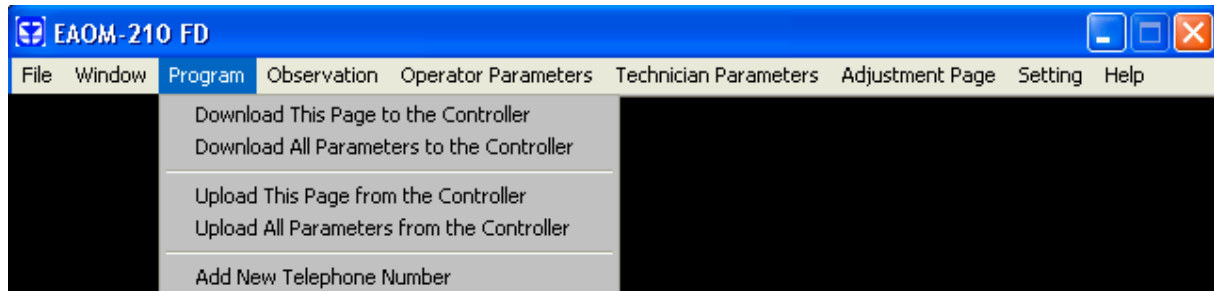 EAOM-210 FD
File Window Program Observation Operator Parameters Technician Parameters Adjustment Page Setting Help
Download This Page to the Controller
Download All Parameters to the Controller
Upload This Page from the Controller
Upload All Parameters from the Controller
Add New Telephone Number